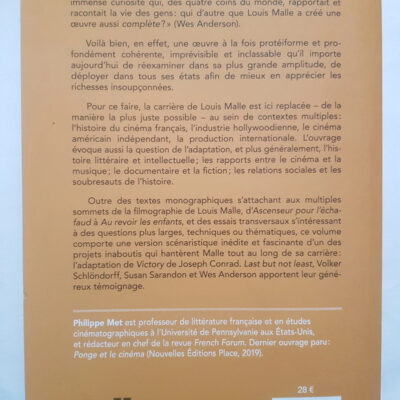 immense curiosité qui, des quatre coins du monde, rapportait et
racontait la vie des gens : qui d'autre que Louis Malle a créé une
œuvre aussi complète ? » (Wes Anderson).
Voilà bien, en effet, une œuvre à la fois protéiforme et pro-
fondément cohérente, imprévisible et inclassable qu'il importe
aujourd'hui de réexaminer dans sa plus grande amplitude, de
déployer dans tous ses états afin de mieux en apprécier les
richesses insoupçonnées.
Pour ce faire, la carrière de Louis Malle est ici replacée – de la
manière la plus juste possible – au sein de contextes multiples :
l'histoire du cinéma français, l'industrie hollywoodienne, le cinéma
américain indépendant, la production internationale. L'ouvrage
évoque aussi la question de l'adaptation, et plus généralement, l'his-
toire littéraire et intellectuelle ; les rapports entre le cinéma et la
musique ; le documentaire et la fiction ; les relations sociales et les
soubresauts de l'histoire.
Outre des textes monographiques s'attachant aux multiples
sommets de la filmographie de Louis Malle, d'Ascenseur pour l'écha-
faud à Au revoir les enfants, et des essais transversaux s'intéressant
à des questions plus larges, techniques ou thématiques, ce volume
comporte une version scénaristique inédite et fascinante d'un des
projets inaboutis qui hantèrent Malle tout au long de sa carrière :
l'adaptation de Victory de Joseph Conrad. Last but not least, Volker
Schlöndorff, Susan Sarandon et Wes Anderson apportent leur géné-
reux témoignage.
Philippe Met est professeur de littérature française et en études
cinématographiques à l'Université de Pennsylvanie aux États-Unis,
et rédacteur en chef de la revue French Forum. Dernier ouvrage paru :
Ponge et le cinéma (Nouvelles Éditions Place, 2019).
28 €